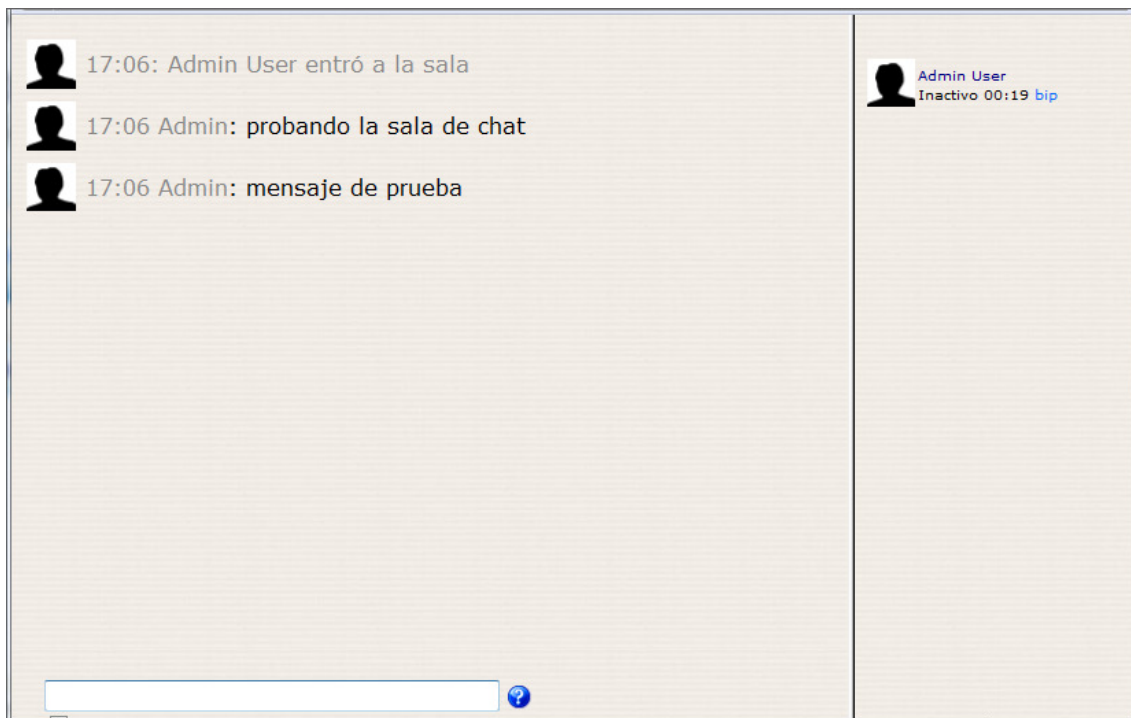 17:06: Admin User entró a la sala
17:06 Admin: probando la sala de chat
17:06 Admin: mensaje de prueba
Admin User
Inactivo 00:19 bip
?